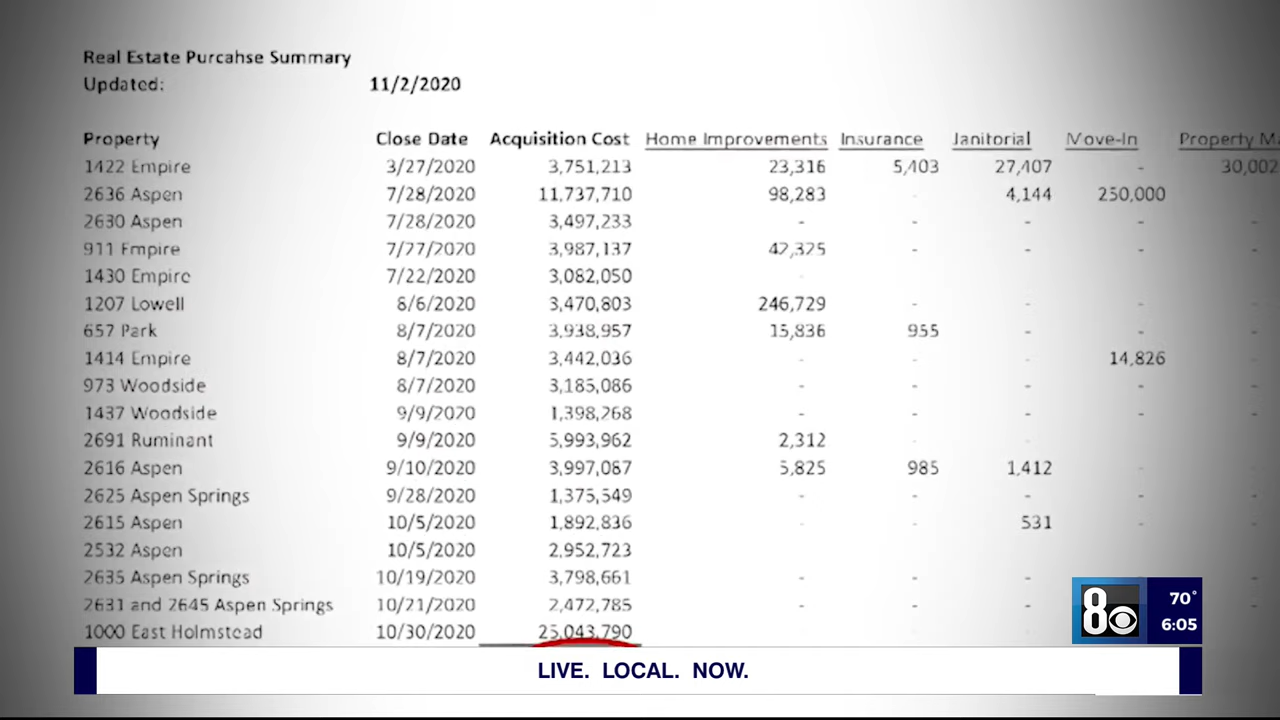 Real Estate Purcahse Summary
Updated: 11/2/2020
Property Close Date Acquisition Cost Home Improvements Insurance Janitorial Move-In Property
1422 Empire 3/27/2020 3,751,213 23,316 5,403 27,407 - 30,002
2636 Aspen 7/28/2020 11,737,710 98,283 - 4,144 250,000 -
2630 Aspen 7/28/2020 3,497,233 - - - - -
911 Empire 7/27/2020 3,987,137 42,325 - - - -
1430 Empire 7/22/2020 3,082,050 -
1207 Lowell 8/6/2020 3,470,803 246,729 - - - -
657 Park 8/7/2020 3,938,957 15,836 955 - - -
1414 Empire 8/7/2020 3,442,036 - - - 14,826 -
973 Woodside 8/7/2020 3,185,086 - - - - -
1437 Woodside 9/9/2020 1,398,268 - - - - -
2691 Ruminant 9/9/2020 5,993,962 2,312
2616 Aspen 9/10/2020 3,997,087 5,825 985 1,412 - -
2625 Aspen Springs 9/28/2020 1,375,549 - - - - -
2615 Aspen 10/5/2020 1,892,836 - - 531 - -
2532 Aspen 10/5/2020 2,952,723
2635 Aspen Springs 10/19/2020 3,798,661 - - - - -
2631 and 2645 Aspen Springs 10/21/2020 2,472,785 - - -
1000 East Holmstead 10/30/2020 25,043,790
8 70°
6:05
LIVE. LOCAL. NOW.